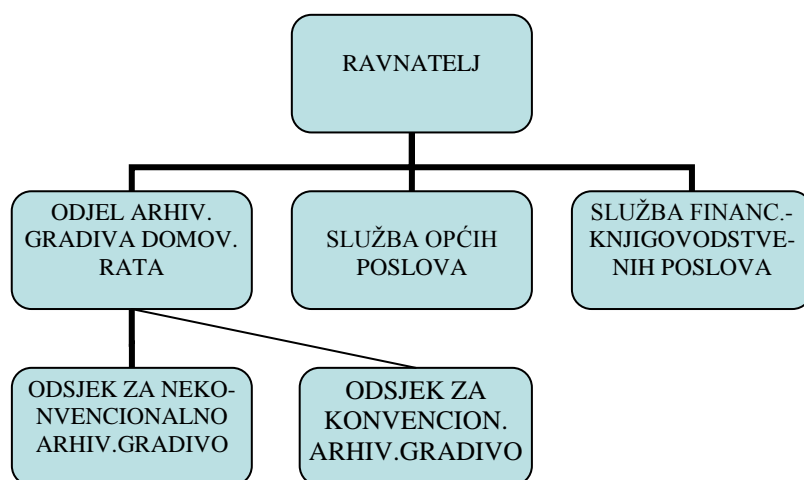 RAVNATELJ
ODJEL ARHIV.
GRADIVA DOMOV.
RATA
SLUŽBA OPĆIH
POSLOVA
SLUŽBA FINANC.-
KNJIGOVODSTVE-
NIH POSLOVA
ODSJEK ZA NEKO-
NVENCIONALNO
ARHIV.GRADIVO
ODSJEK ZA
KONVENCION.
ARHIV.GRADIVO